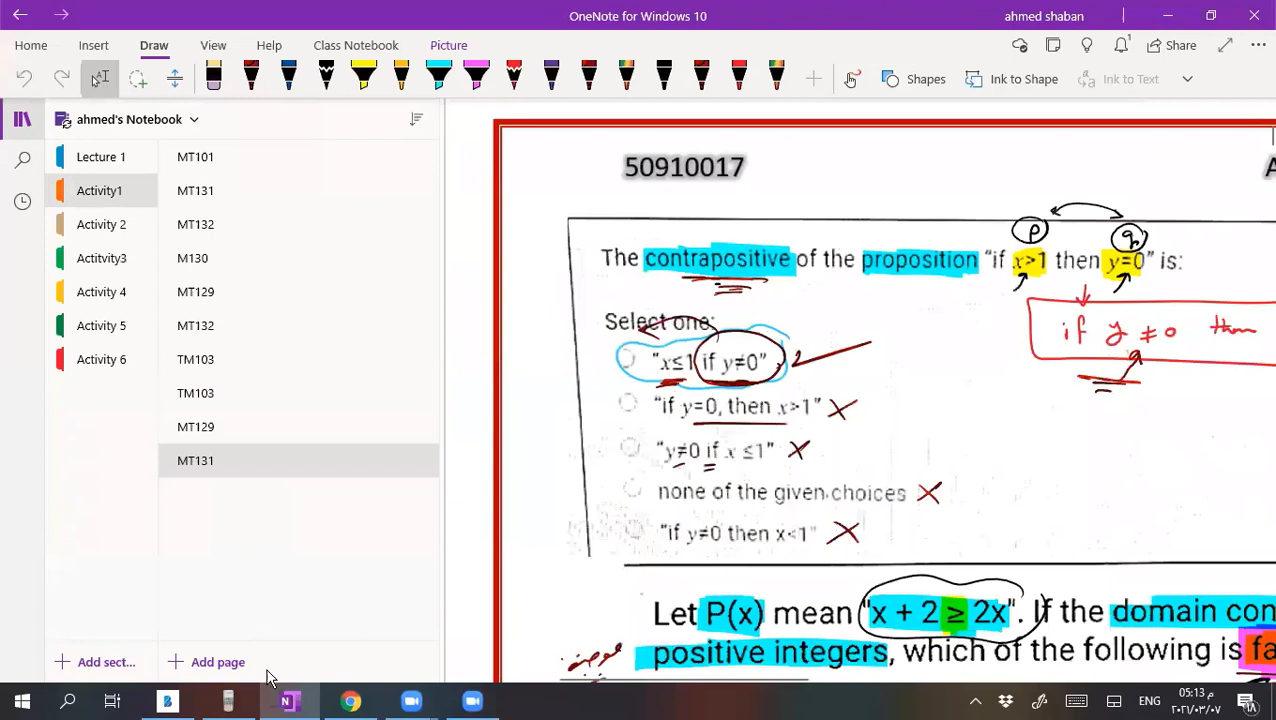 OneNote for Windows 10
ahmed shaban
Home
Insert
Draw
View
Help
Class Notebook
Picture
Share
Shapes
Ink to Shape
Ink to Text
ahmed's Notebook
Lecture 1
Activity1
Activity 2
Activity3
Activity 4
Activity 5
Activity 6
MT101
MT131
MT132
M130
MT129
MT132
TM103
TM103
MT129
MT131
Add sect...
Add page
50910017
A
p
q
The contrapositive of the proposition “if x>1 then y=0” is:
if y ≠ 0 then
Select one:
“x≤1 if y≠0”
“if y=0, then x>1”
“y≠0 if x ≤1”
none of the given choices
“if y≠0 then x<1”
Let P(x) mean "x + 2 ≥ 2x". If the domain con
positive integers, which of the following is fa
ENG
05:13 م
٢٠٢١/٠٣/٠٧